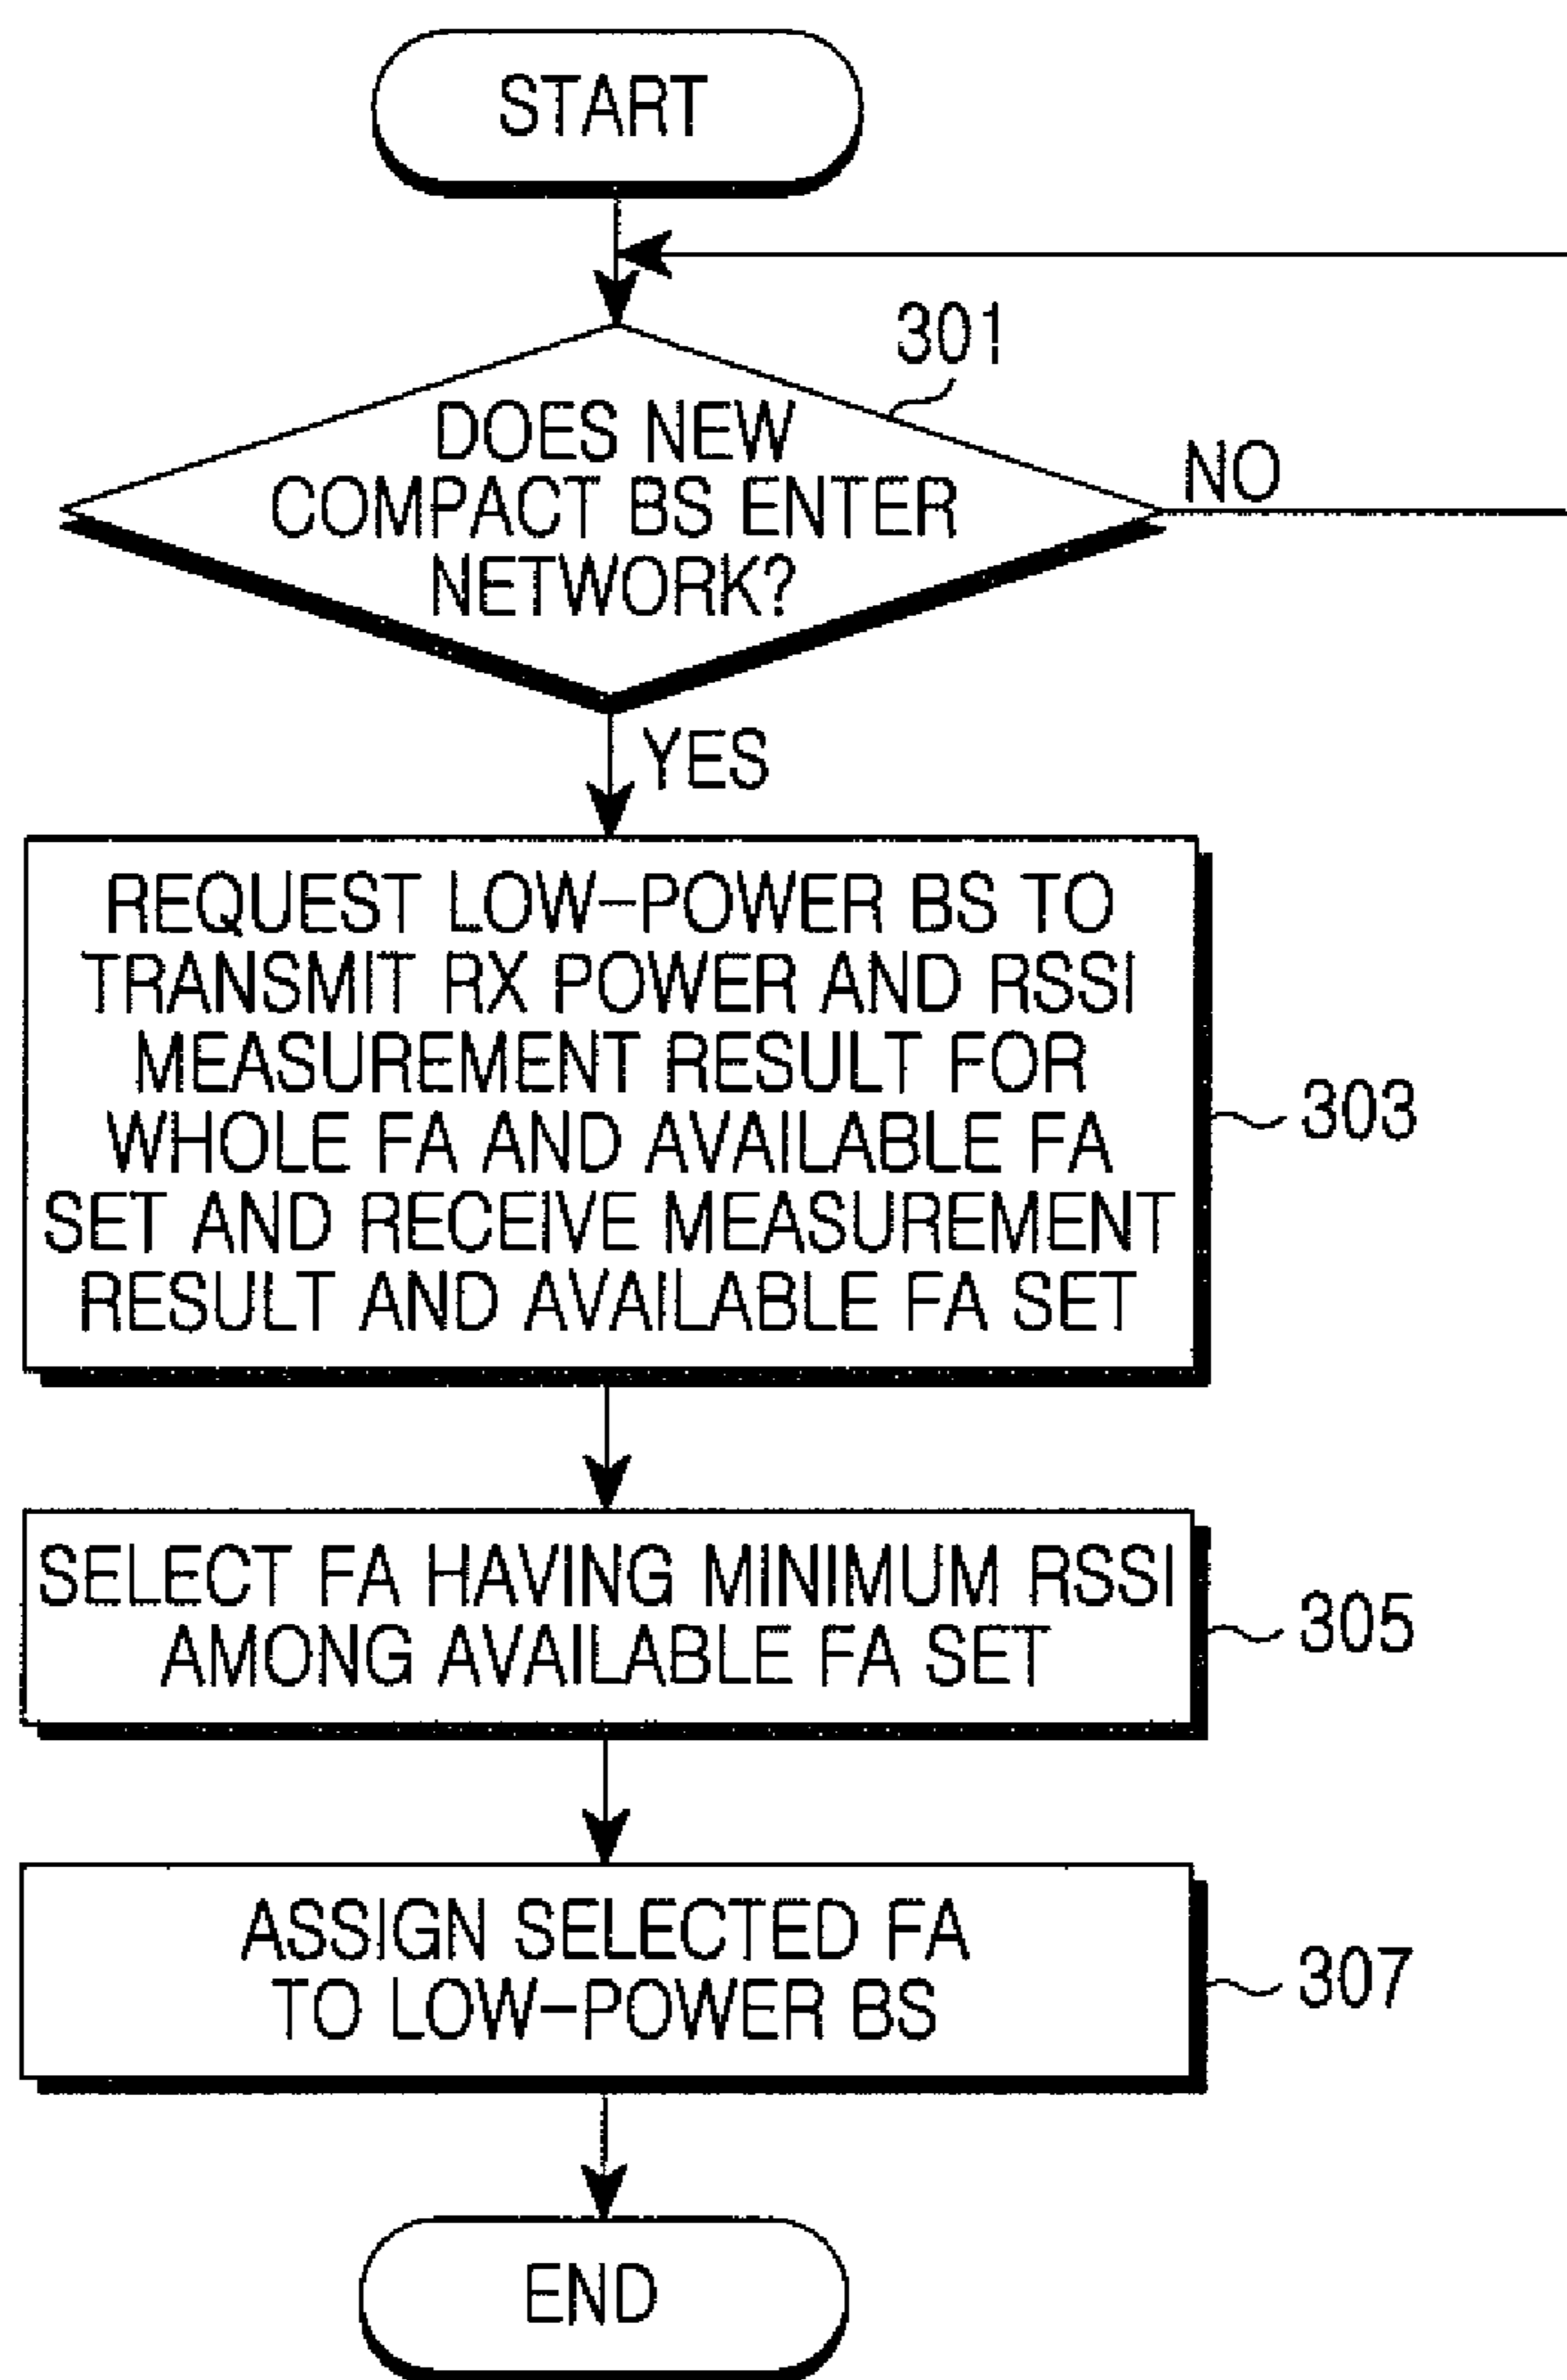 START
301
DOES NEW
COMPACT BS ENTER
NETWORK?
NO
YES
REQUEST LOW-POWER BS TO
TRANSMIT RX POWER AND RSSI
MEASUREMENT RESULT FOR
WHOLE FA AND AVAILABLE FA
SET AND RECEIVE MEASUREMENT
RESULT AND AVAILABLE FA SET
303
SELECT FA HAVING MINIMUM RSSI
AMONG AVAILABLE FA SET
305
ASSIGN SELECTED FA
TO LOW-POWER BS
307
END